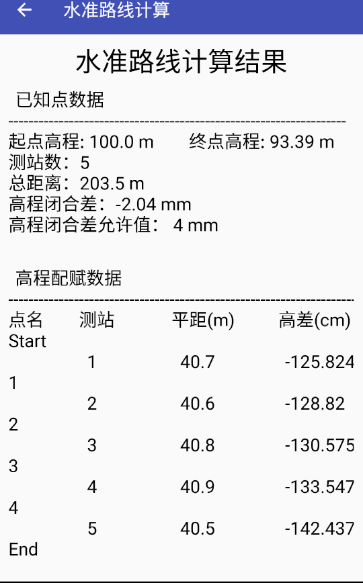 水准路线计算
水准路线计算结果
已知点数据
--------------------------------------------------------------------------
起点高程: 100.0 m 终点高程: 93.39 m
测站数：5
总距离：203.5 m
高程闭合差：-2.04 mm
高程闭合差允许值： 4 mm
高程配赋数据
--------------------------------------------------------------------------
点名 测站 平距(m) 高差(cm)
Start
1 40.7 -125.824
1
2 40.6 -128.82
2
3 40.8 -130.575
3
4 40.9 -133.547
4
5 40.5 -142.437
End